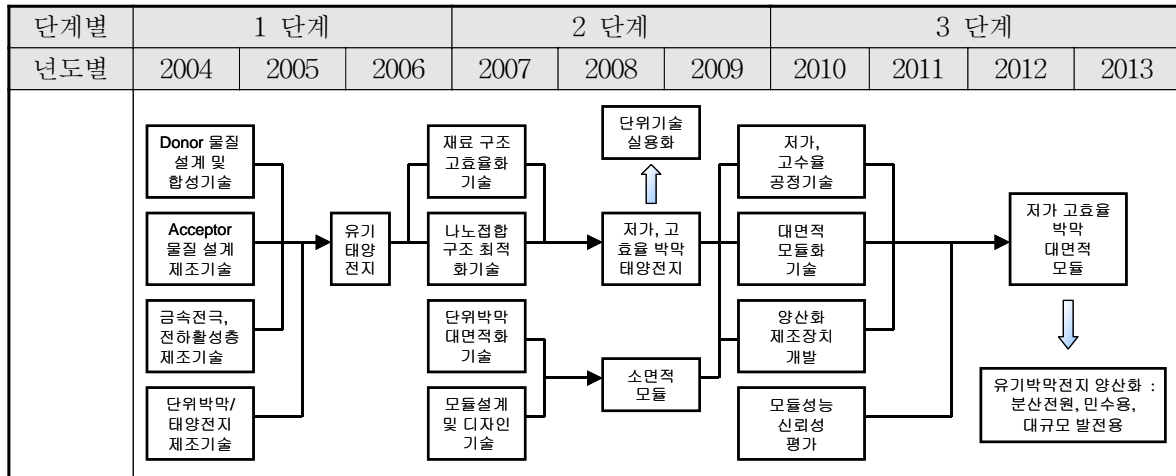 단계별 1 단계 2 단계 3 단계
년도별 2004 2005 2006 2007 2008 2009 2010 2011 2012 2013
Donor 물질
설계 및
합성기술
Acceptor
물질 설계
제조기술
금속전극,
전하활성층
제조기술
단위박막/
태양전지
제조기술
유기
태양
전지
재료 구조
고효율화
기술
나노접합
구조 최적
화기술
단위박막
대면적화
기술
모듈설계
및 디자인
기술
단위기술
실용화
저가, 고
효율 박막
태양전지
소면적
모듈
저가,
고수율
공정기술
대면적
모듈화
기술
양산화
제조장치
개발
모듈성능
신뢰성
평가
저가 고효율
박막
대면적
모듈
유기박막전지 양산화 :
분산전원, 민수용,
대규모 발전용